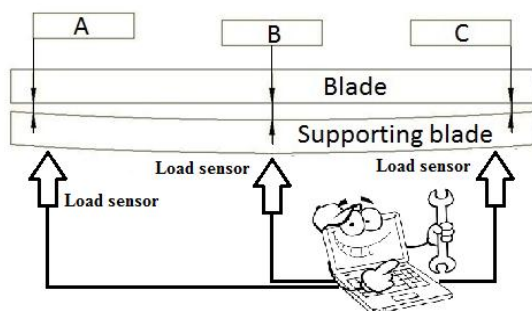 A
B
C
Blade
Supporting blade
Load sensor
Load sensor
Load sensor